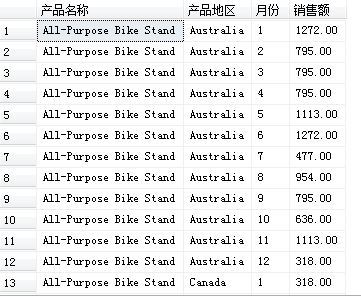 产品名称 产品地区 月份 销售额
1 All-Purpose Bike Stand Australia 1 1272.00
2 All-Purpose Bike Stand Australia 2 795.00
3 All-Purpose Bike Stand Australia 3 795.00
4 All-Purpose Bike Stand Australia 4 795.00
5 All-Purpose Bike Stand Australia 5 1113.00
6 All-Purpose Bike Stand Australia 6 1272.00
7 All-Purpose Bike Stand Australia 7 477.00
8 All-Purpose Bike Stand Australia 8 954.00
9 All-Purpose Bike Stand Australia 9 795.00
10 All-Purpose Bike Stand Australia 10 636.00
11 All-Purpose Bike Stand Australia 11 1113.00
12 All-Purpose Bike Stand Australia 12 318.00
13 All-Purpose Bike Stand Canada 1 318.00